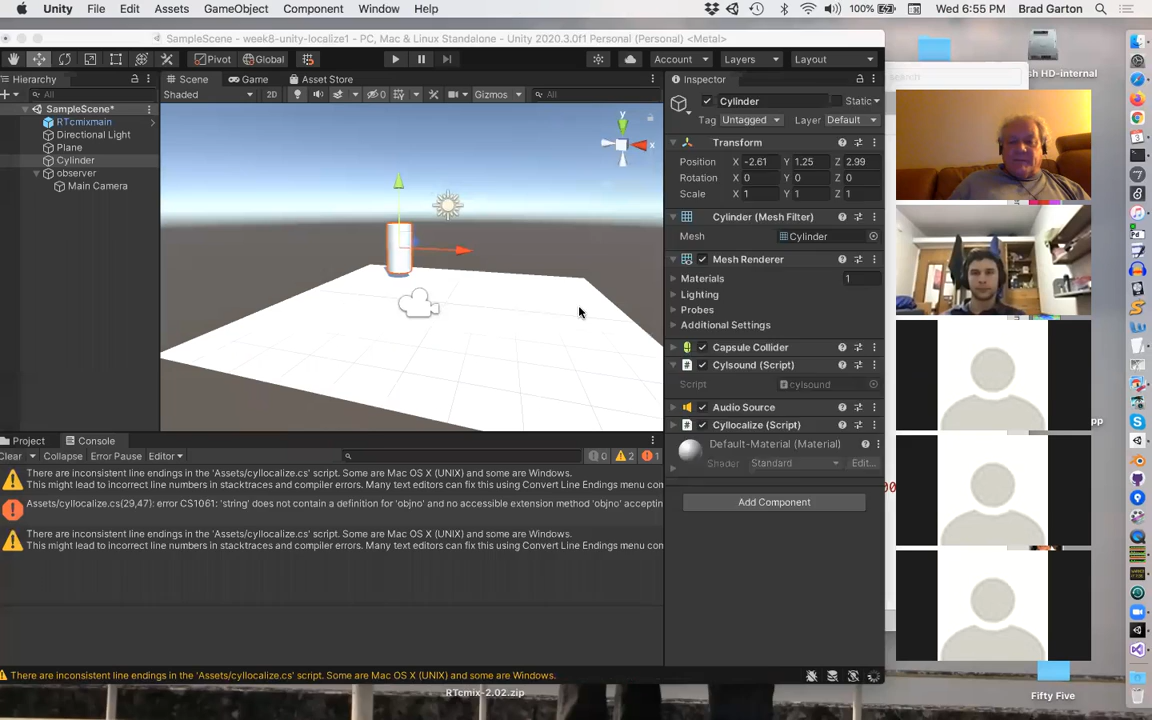 Unity File Edit Assets GameObject Component Window Help 100% Wed 6:55 PM Brad Garton
SampleScene - week8-unity-localize1 - PC, Mac & Linux Standalone - Unity 2020.3.0f1 Personal (Personal) <Metal>
Pivot Global Account Layers Layout
Hierarchy Scene Game Asset Store Inspector
All Shaded 2D 0 Gizmos All
SampleScene*
RTcmixmain
Directional Light
Plane
Cylinder
observer
Main Camera
y
x
Cylinder Static
Tag Untagged Layer Default
Transform
Position X -2.61 Y 1.25 Z 2.99
Rotation X 0 Y 0 Z 0
Scale X 1 Y 1 Z 1
Cylinder (Mesh Filter)
Mesh Cylinder
Mesh Renderer
Materials 1
Lighting
Probes
Additional Settings
Capsule Collider
Cylsound (Script)
Script cylsound
Audio Source
Cyllocalize (Script)
Default-Material (Material)
Shader Standard Edit...
Add Component
Project Console
Clear Collapse Error Pause Editor 0 2 1
There are inconsistent line endings in the 'Assets/cyllocalize.cs' script. Some are Mac OS X (UNIX) and some are Windows.
This might lead to incorrect line numbers in stacktraces and compiler errors. Many text editors can fix this using Convert Line Endings menu com
Assets/cyllocalize.cs(29,47): error CS1061: 'string' does not contain a definition for 'objno' and no accessible extension method 'objno' acceptin
There are inconsistent line endings in the 'Assets/cyllocalize.cs' script. Some are Mac OS X (UNIX) and some are Windows.
This might lead to incorrect line numbers in stacktraces and compiler errors. Many text editors can fix this using Convert Line Endings menu com
There are inconsistent line endings in the 'Assets/cyllocalize.cs' script. Some are Mac OS X (UNIX) and some are Windows.
RTcmix-2.02.zip
search
sh HD-internal
pp
00
Fifty Five